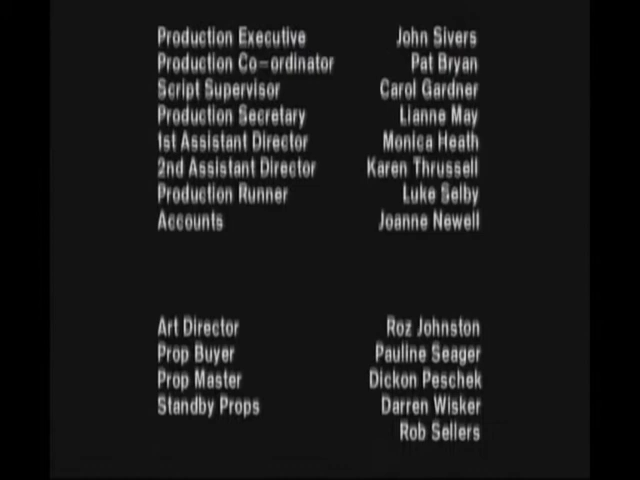 Production Executive John Sivers
Production Co-ordinator Pat Bryan
Script Supervisor Carol Gardner
Production Secretary Lianne May
1st Assistant Director Monica Heath
2nd Assistant Director Karen Thrussell
Production Runner Luke Selby
Accounts Joanne Newell
Art Director Roz Johnston
Prop Buyer Pauline Seager
Prop Master Dickon Peschek
Standby Props Darren Wisker
Rob Sellers